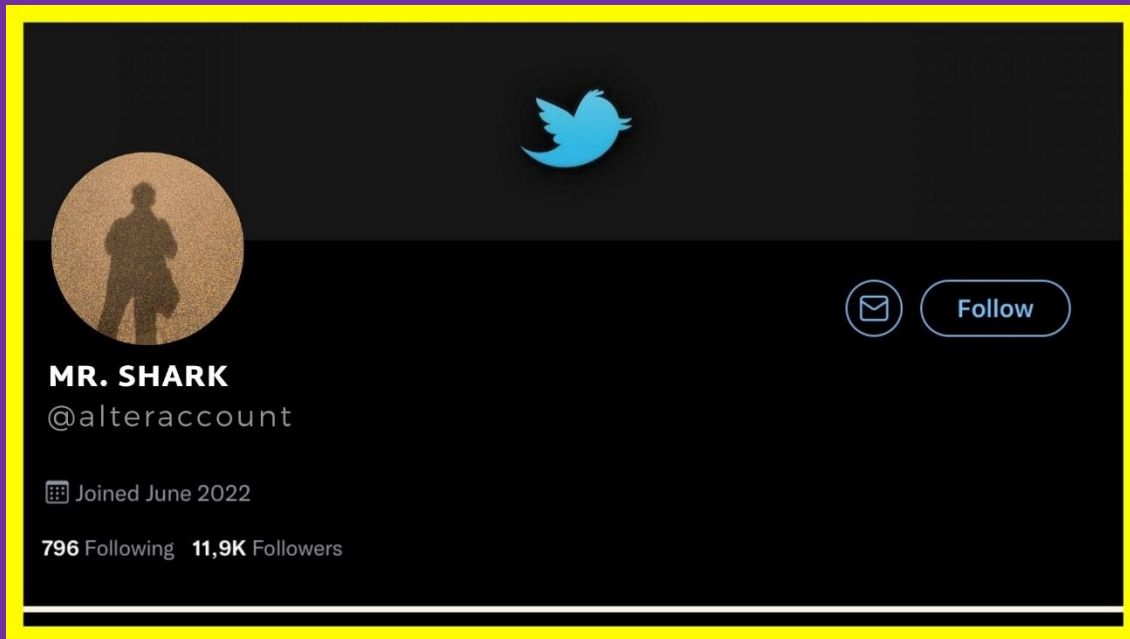 Follow
MR. SHARK
@alteraccount
Joined June 2022
796 Following 11,9K Followers